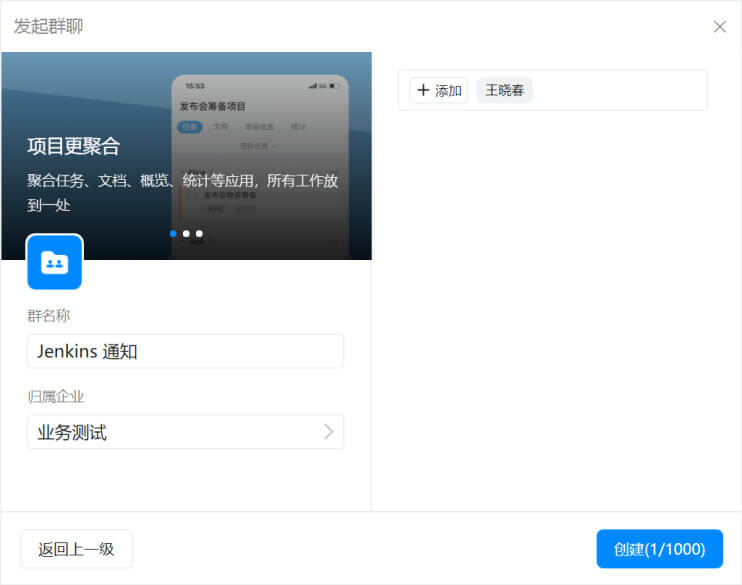 发起群聊
15:53
5G
发布会筹备项目
任务 文档 项目信息 统计
项目更聚合
聚合任务、文档、概览、统计等应用，所有工作放
到一处
群名称
Jenkins 通知
归属企业
业务测试
添加 王晓春
返回上一级
创建(1/1000)